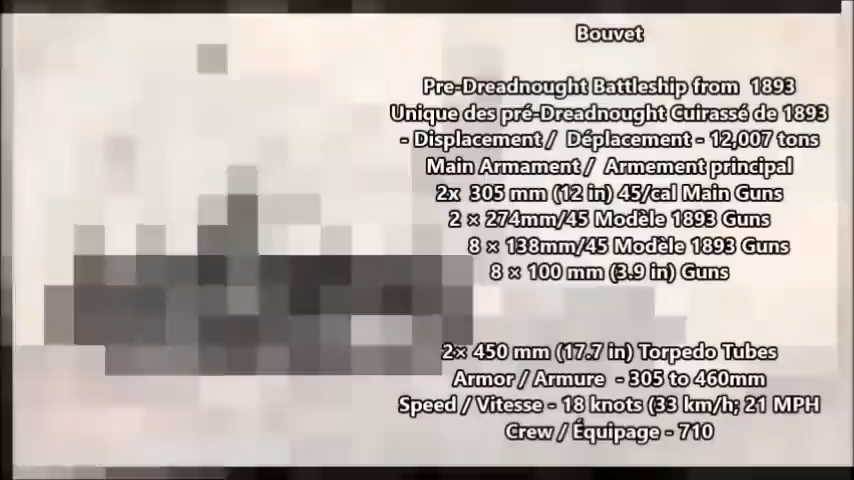 Bouvet
Pre-Dreadnought Battleship from 1893
Unique des pré-Dreadnought Cuirassé de 1893
- Displacement / Déplacement - 12,007 tons
Main Armament / Armement principal
2x 305 mm (12 in) 45/cal Main Guns
2 × 274mm/45 Modèle 1893 Guns
8 × 138mm/45 Modèle 1893 Guns
8 × 100 mm (3.9 in) Guns
2× 450 mm (17.7 in) Torpedo Tubes
Armor / Armure - 305 to 460mm
Speed / Vitesse - 18 knots (33 km/h; 21 MPH
Crew / Équipage - 710